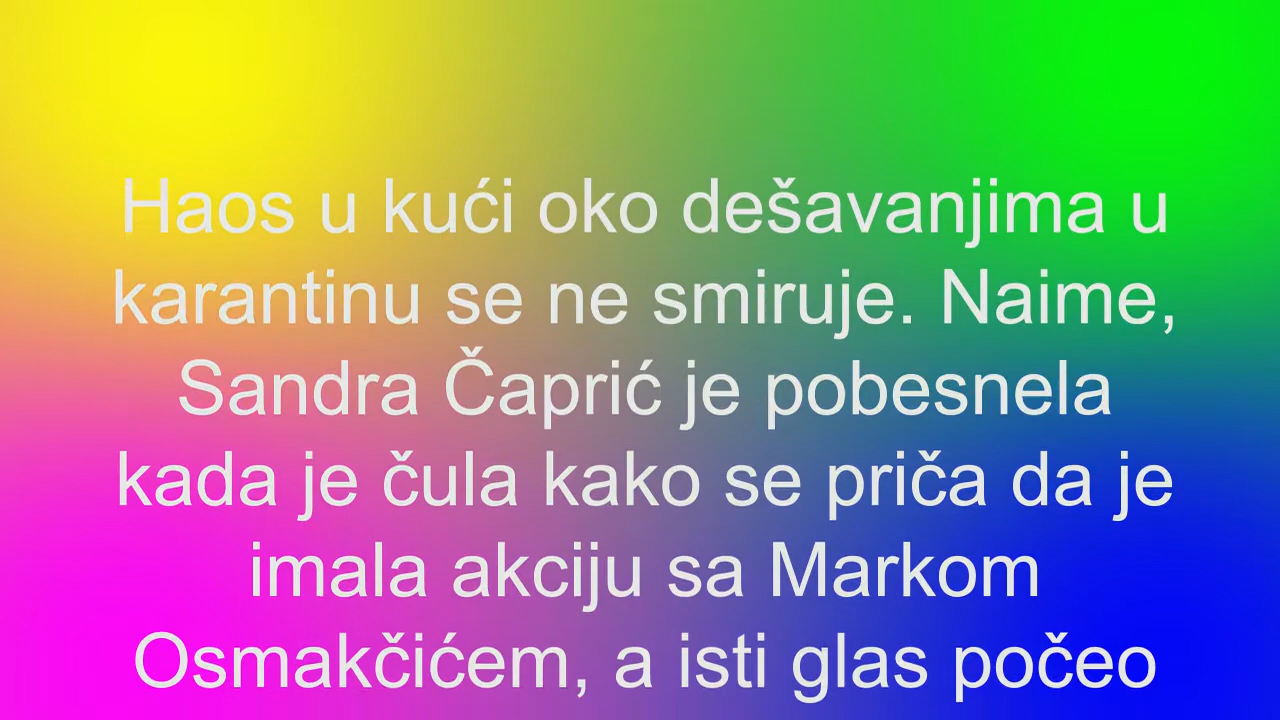 Haos u kući oko dešavanjima u
karantinu se ne smiruje. Naime,
Sandra Čaprić je pobesnela
kada je čula kako se priča da je
imala akciju sa Markom
Osmakčićem, a isti glas počeo